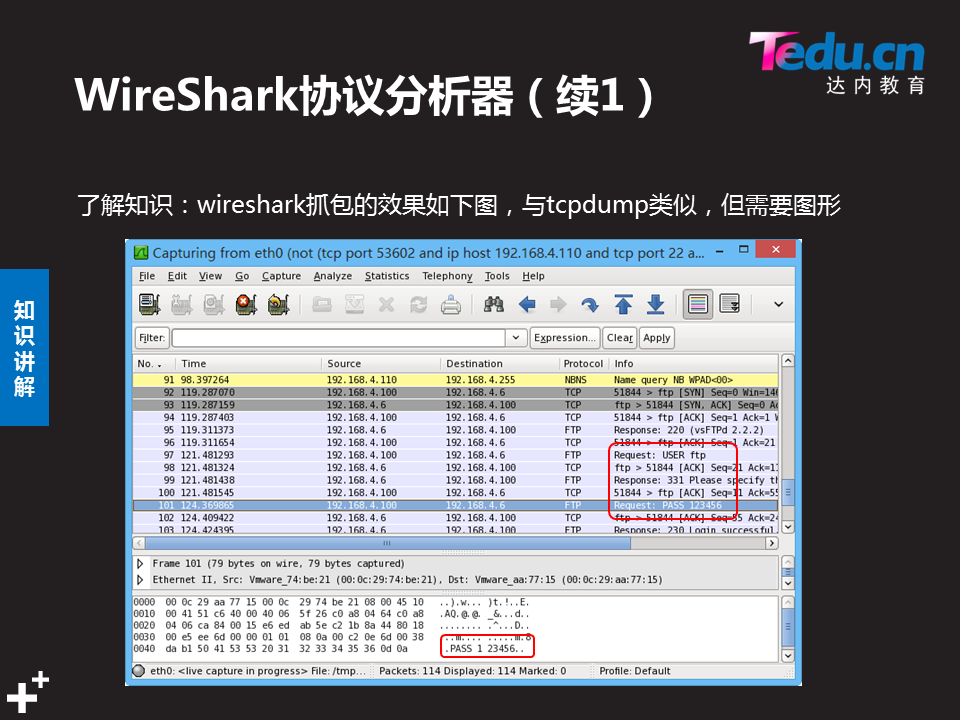 Tedu.cn
达内教育
WireShark协议分析器（续1）
了解知识：wireshark抓包的效果如下图，与tcpdump类似，但需要图形
知识讲解
Capturing from eth0 (not (tcp port 53602 and ip host 192.168.4.110 and tcp port 22 a...
File Edit View Go Capture Analyze Statistics Telephony Tools Help
Filter: Expression... Clear Apply
No. . Time Source Destination Protocol Info
91 98.397264 192.168.4.110 192.168.4.255 NBNS Name query NB WPAD<00>
92 119.287070 192.168.4.100 192.168.4.6 TCP 51844 > ftp [SYN] Seq=0 Win=146
93 119.287159 192.168.4.6 192.168.4.100 TCP ftp > 51844 [SYN, ACK] Seq=0 Ac
94 119.287403 192.168.4.100 192.168.4.6 TCP 51844 > ftp [ACK] Seq=1 Ack=1 W
95 119.311373 192.168.4.6 192.168.4.100 FTP Response: 220 (vsFTPd 2.2.2)
96 119.311654 192.168.4.100 192.168.4.6 TCP 51844 > ftp [ACK] Seq=1 Ack=21
97 121.481293 192.168.4.100 192.168.4.6 FTP Request: USER ftp
98 121.481324 192.168.4.6 192.168.4.100 TCP ftp > 51844 [ACK] Seq=21 Ack=11
99 121.481438 192.168.4.6 192.168.4.100 FTP Response: 331 Please specify th
100 121.481545 192.168.4.100 192.168.4.6 TCP 51844 > ftp [ACK] Seq=11 Ack=55
101 124.369865 192.168.4.100 192.168.4.6 FTP Request: PASS 123456
102 124.409422 192.168.4.6 192.168.4.100 TCP ftp > 51844 [ACK] Seq=55 Ack=24
103 124.424395 192.168.4.6 192.168.4.100 FTP Response: 230 Login successful.
Frame 101 (79 bytes on wire, 79 bytes captured)
Ethernet II, Src: Vmware_74:be:21 (00:0c:29:74:be:21), Dst: Vmware_aa:77:15 (00:0c:29:aa:77:15)
0000 00 0c 29 aa 77 15 00 0c 29 74 be 21 08 00 45 10 ..).w... )t.!..E.
0010 00 41 51 c6 40 00 40 06 5f 26 c0 a8 04 64 c0 a8 .AQ.@.@. _&...d..
0020 04 06 ca 84 00 15 e6 ed ab 5e c2 1b 8a 44 80 18 ........ .^...D..
0030 00 e5 ee 6d 00 00 01 01 08 0a 00 c2 0e 6d 00 38 ...m.... .....m.8
0040 da b1 50 41 53 53 20 31 32 33 34 35 36 0d 0a ..PASS 1 23456..
eth0: <live capture in progress> File: /tmp... Packets: 114 Displayed: 114 Marked: 0 Profile: Default